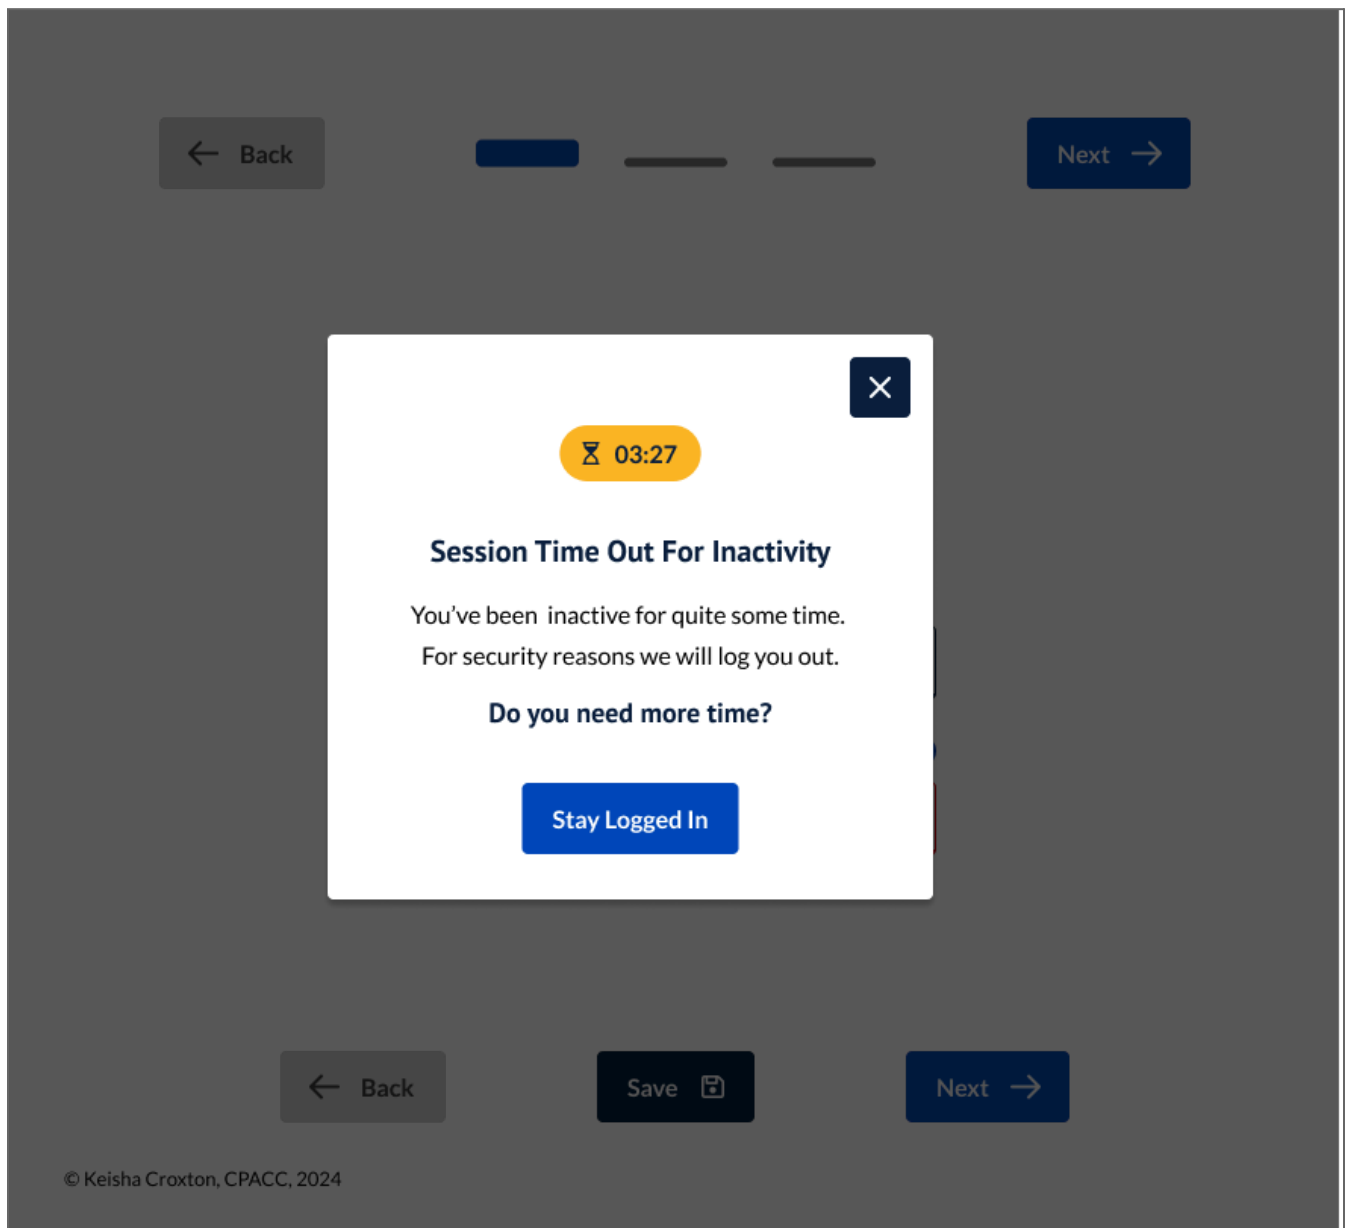 Back
Next
03:27
Session Time Out For Inactivity
You’ve been  inactive for quite some time.
For security reasons we will log you out.
Do you need more time?
Stay Logged In
Back
Save
Next
© Keisha Croxton, CPACC, 2024